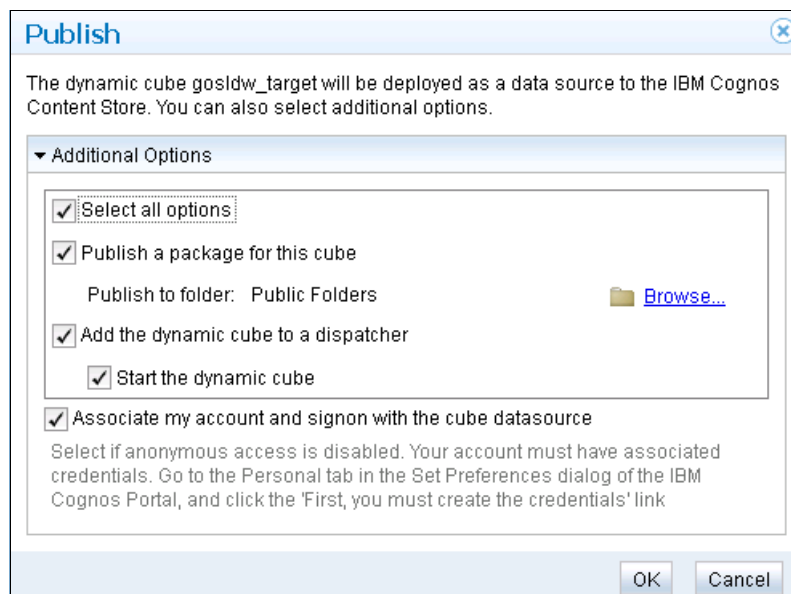 Publish
The dynamic cube gosldw_target will be deployed as a data source to the IBM Cognos
Content Store. You can also select additional options.
Additional Options
Select all options
Publish a package for this cube
Publish to folder: Public Folders Browse...
Add the dynamic cube to a dispatcher
Start the dynamic cube
Associate my account and signon with the cube datasource
Select if anonymous access is disabled. Your account must have associated
credentials. Go to the Personal tab in the Set Preferences dialog of the IBM
Cognos Portal, and click the 'First, you must create the credentials' link
OK Cancel